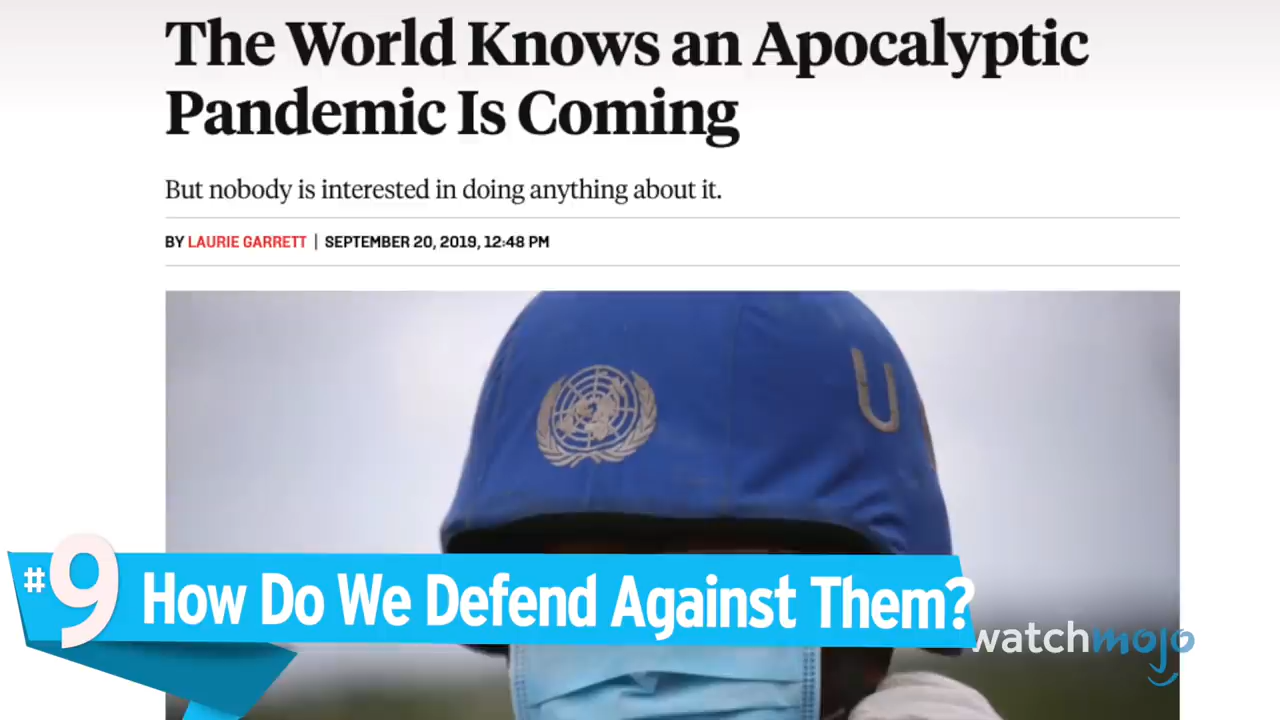 The World Knows an Apocalyptic
Pandemic Is Coming
But nobody is interested in doing anything about it.
BY LAURIE GARRETT | SEPTEMBER 20, 2019, 12:48 PM
U
#9 How Do We Defend Against Them?
watchmojo